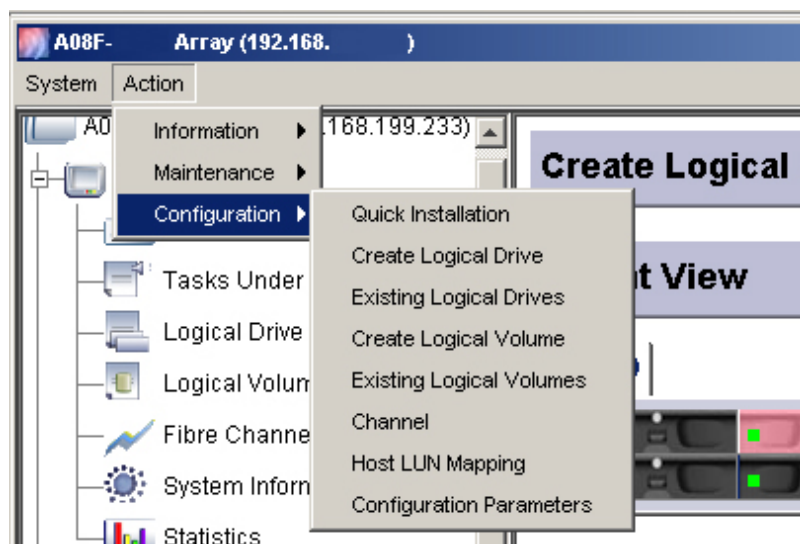 A08F- Array (192.168. )
System Action
A0 .168.199.233)
Information
Maintenance
Configuration
Quick Installation
Create Logical Drive
Existing Logical Drives
Create Logical Volume
Existing Logical Volumes
Channel
Host LUN Mapping
Configuration Parameters
Tasks Under
Logical Drive
Logical Volum
Fibre Channe
System Inforn
Statistics
Create Logical
t View